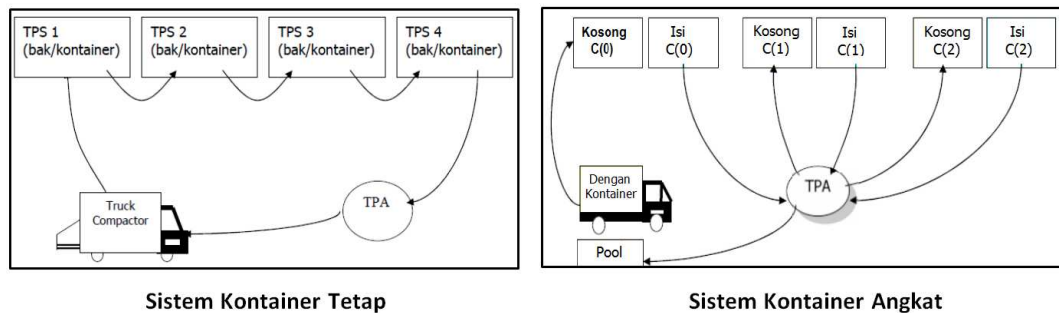 TPS 1
(bak/kontainer)
TPS 2
(bak/kontainer)
TPS 3
(bak/kontainer)
TPS 4
(bak/kontainer)
Truck
Compactor
TPA
Sistem Kontainer Tetap
Kosong
C(0)
Isi
C(0)
Kosong
C(1)
Isi
C(1)
Kosong
C(2)
Isi
C(2)
Dengan
Kontainer
TPA
Pool
Sistem Kontainer Angkat